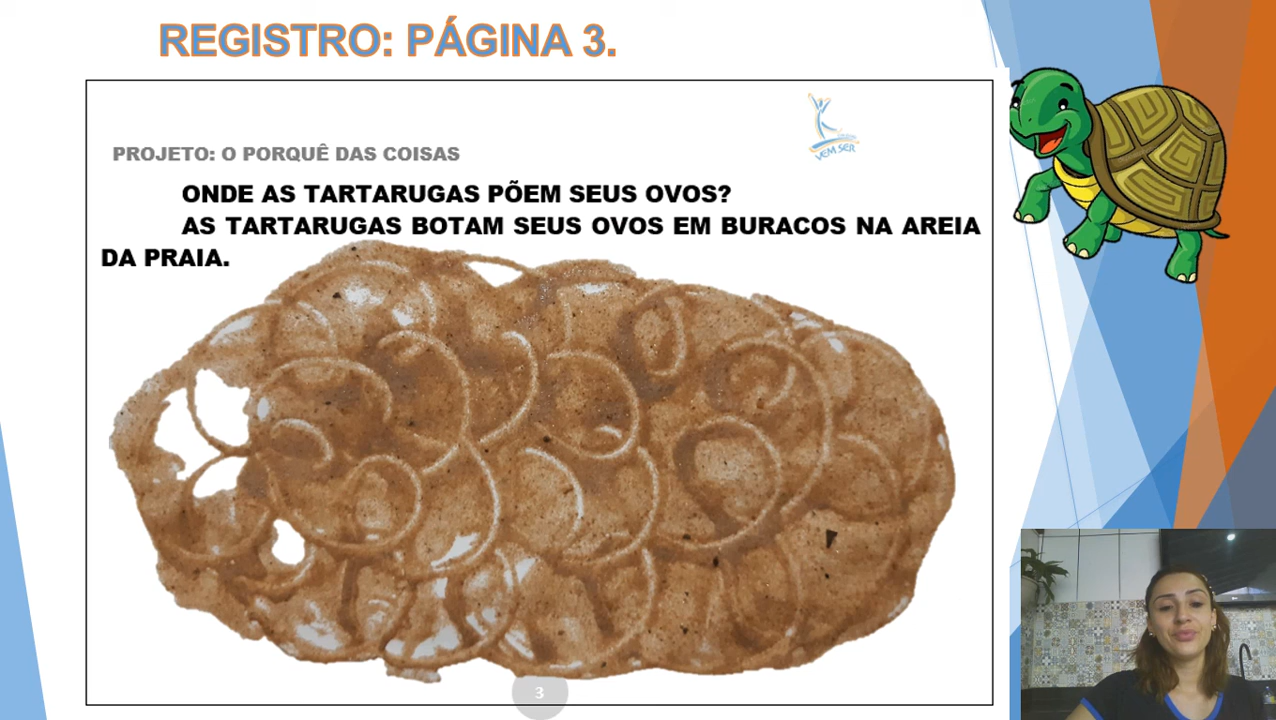 REGISTRO: PÁGINA 3.
VEM SER
PROJETO: O PORQUÊ DAS COISAS
ONDE AS TARTARUGAS PÕEM SEUS OVOS?
AS TARTARUGAS BOTAM SEUS OVOS EM BURACOS NA AREIA
DA PRAIA.
3